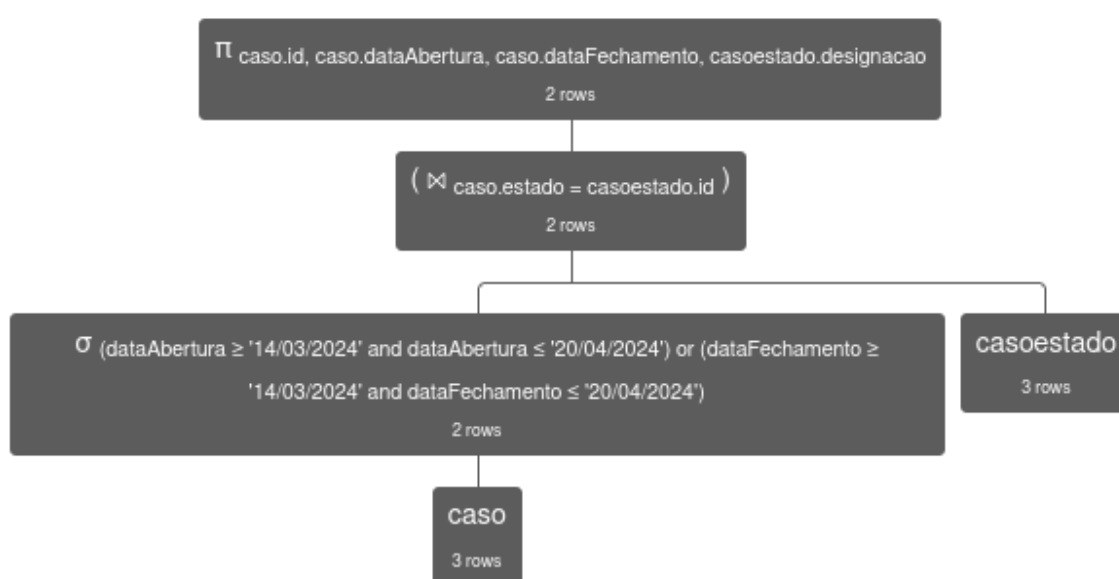 π caso.id, caso.dataAbertura, caso.dataFechamento, casoestado.designacao
2 rows
( ⋈ caso.estado = casoestado.id )
2 rows
σ (dataAbertura ≥ '14/03/2024' and dataAbertura ≤ '20/04/2024') or (dataFechamento ≥
'14/03/2024' and dataFechamento ≤ '20/04/2024')
2 rows
casoestado
3 rows
caso
3 rows